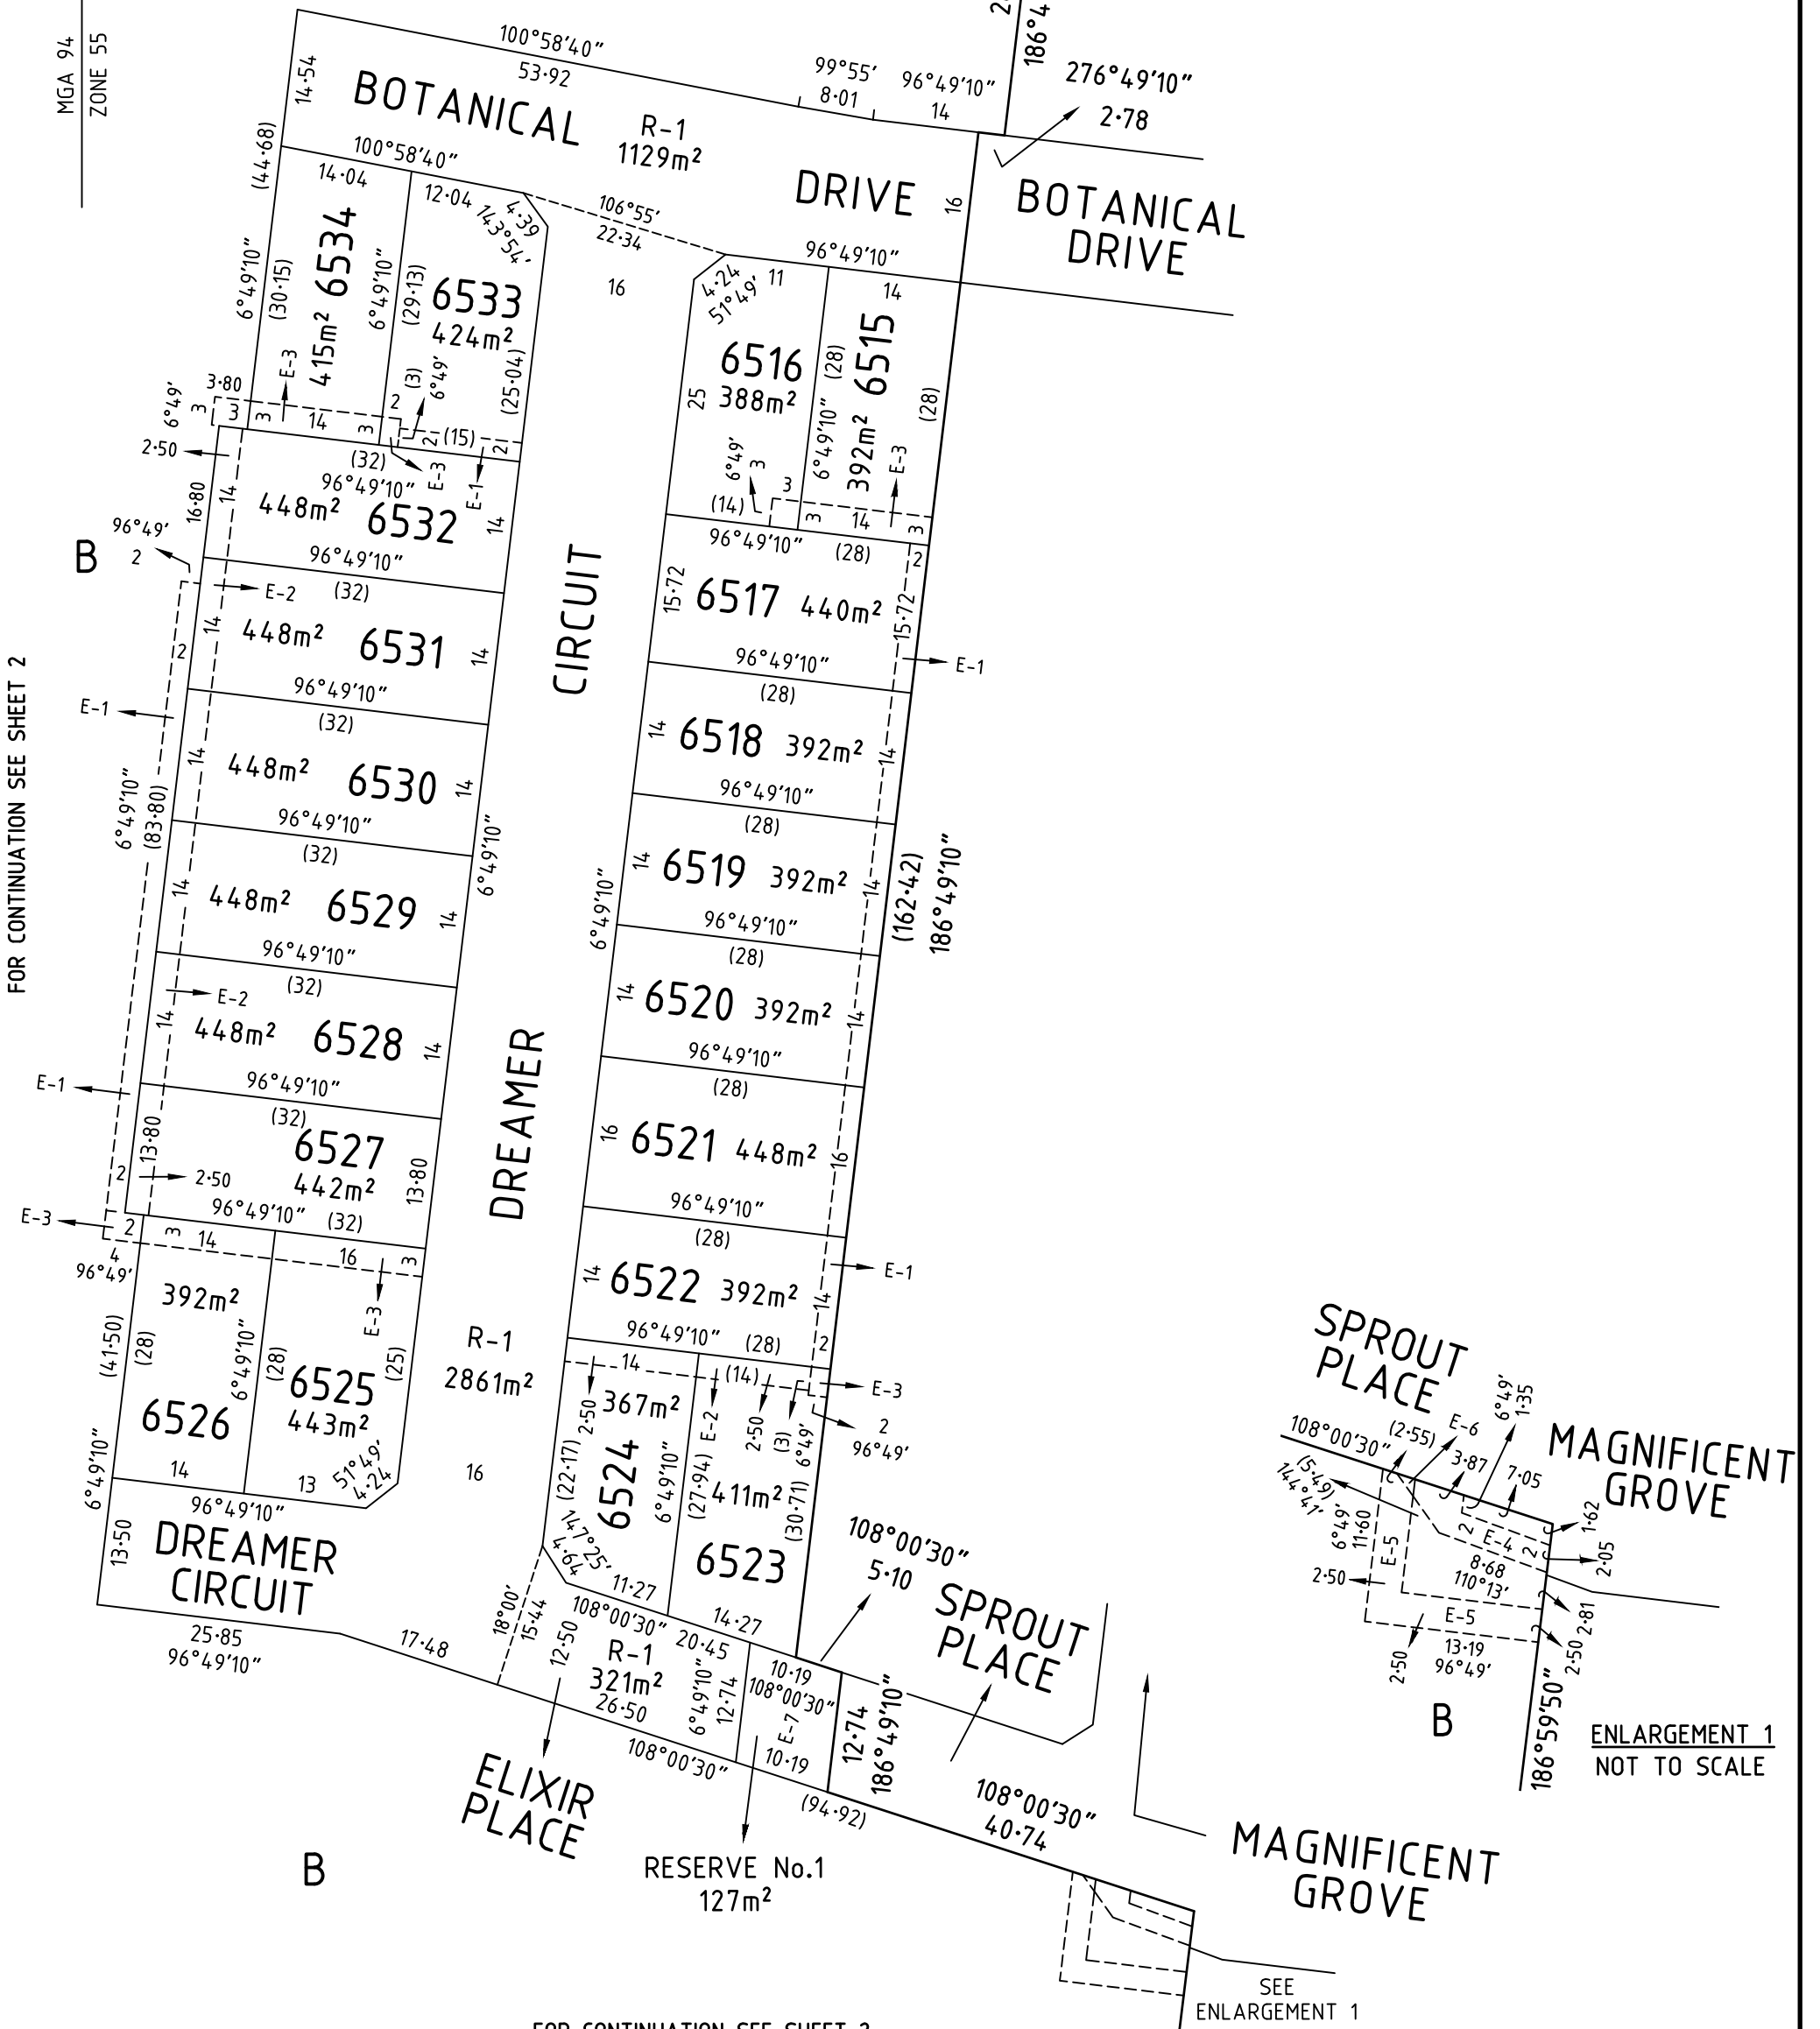 MGA 94
ZONE 55
100°58'40"
53·92
14·54
99°55'
8·01
96°49'10"
14
2
186°4
276°49'10"
2·78
BOTANICAL
DRIVE
R-1
1129m²
16
BOTANICAL
DRIVE
(44·68)
100°58'40"
14·04
12·04
4·39
143°54'
106°55'
22·34
16
96°49'10"
6°49'10"
(30·15)
415m² 6534
6°49'10"
(29·13)
6533
424m²
(25·04)
E-3
(3)
6°49'
4·24
51°49'
11
14
6516
388m²
25
(28)
6°49'10"
392m² 6515
(28)
E-3
6°49'
3
3·80
3
3
14
3
2
2
(15)
2
6°49'
3
3
(14)
3
14
3
2·50
(32)
96°49'10"
E-3
E-1
16·80
14
448m² 6532
14
96°49'10"
(28)
2
96°49'
2
B
96°49'10"
(32)
E-2
14
448m² 6531
14
2
15·72
6517 440m²
15·72
E-1
CIRCUIT
FOR CONTINUATION SEE SHEET 2
96°49'10"
(32)
E-1
14
448m² 6530
14
96°49'10"
(28)
14
6518 392m²
14
6°49'10"
(83·80)
96°49'10"
(32)
14
448m² 6529
14
6°49'10"
96°49'10"
(28)
14
6519 392m²
14
6°49'10"
(162·42)
186°49'10"
96°49'10"
(32)
E-2
14
448m² 6528
14
96°49'10"
(28)
14
6520 392m²
14
DREAMER
E-1
96°49'10"
(32)
13·80
6527
442m²
13·80
2
2·50
96°49'10"
(28)
16
6521 448m²
16
E-3
96°49'10" (32)
2
3
14
16
3
4
96°49'
E-3
96°49'10"
(28)
14
6522 392m²
14
E-1
2
392m²
(41·50)
(28)
6°49'10"
6526
(28)
6525
443m²
(25)
51°49'
4·24
6°49'10"
14
13
96°49'10"
R-1
2861m²
16
96°49'10" (28)
14
(14)
E-3
2
96°49'
2·50
367m²
E-2
2·50
(3)
6°49'
(22·17)
6524
6°49'10"
(27·94)
411m²
(30·71)
6523
147°25'
4·64
11·27
14·27
108°00'30"
5·10
13·50
DREAMER
CIRCUIT
25·85
96°49'10"
17·48
18°00'
15·44
12·50
108°00'30" 20·45
R-1
321m²
26·50
6°49'10"
12·74
10·19
108°00'30"
E-7
10·19
12·74
186°49'10"
108°00'30"
SPROUT
PLACE
(94·92)
108°00'30"
40·74
ELIXIR
PLACE
B
RESERVE No.1
127m²
MAGNIFICENT
GROVE
SEE
ENLARGEMENT 1
SPROUT
PLACE
108°00'30"
(2·55)
E-6
6°49'
1·35
MAGNIFICENT
GROVE
3·87
7·05
(5·49)
144°41'
6°49'
11·60
E-5
2
E-4
2
1·62
2·05
8·68
110°13'
2·50
E-5
13·19
96°49'
2·50
2·81
2·50
B
186°59'50"
ENLARGEMENT 1
NOT TO SCALE